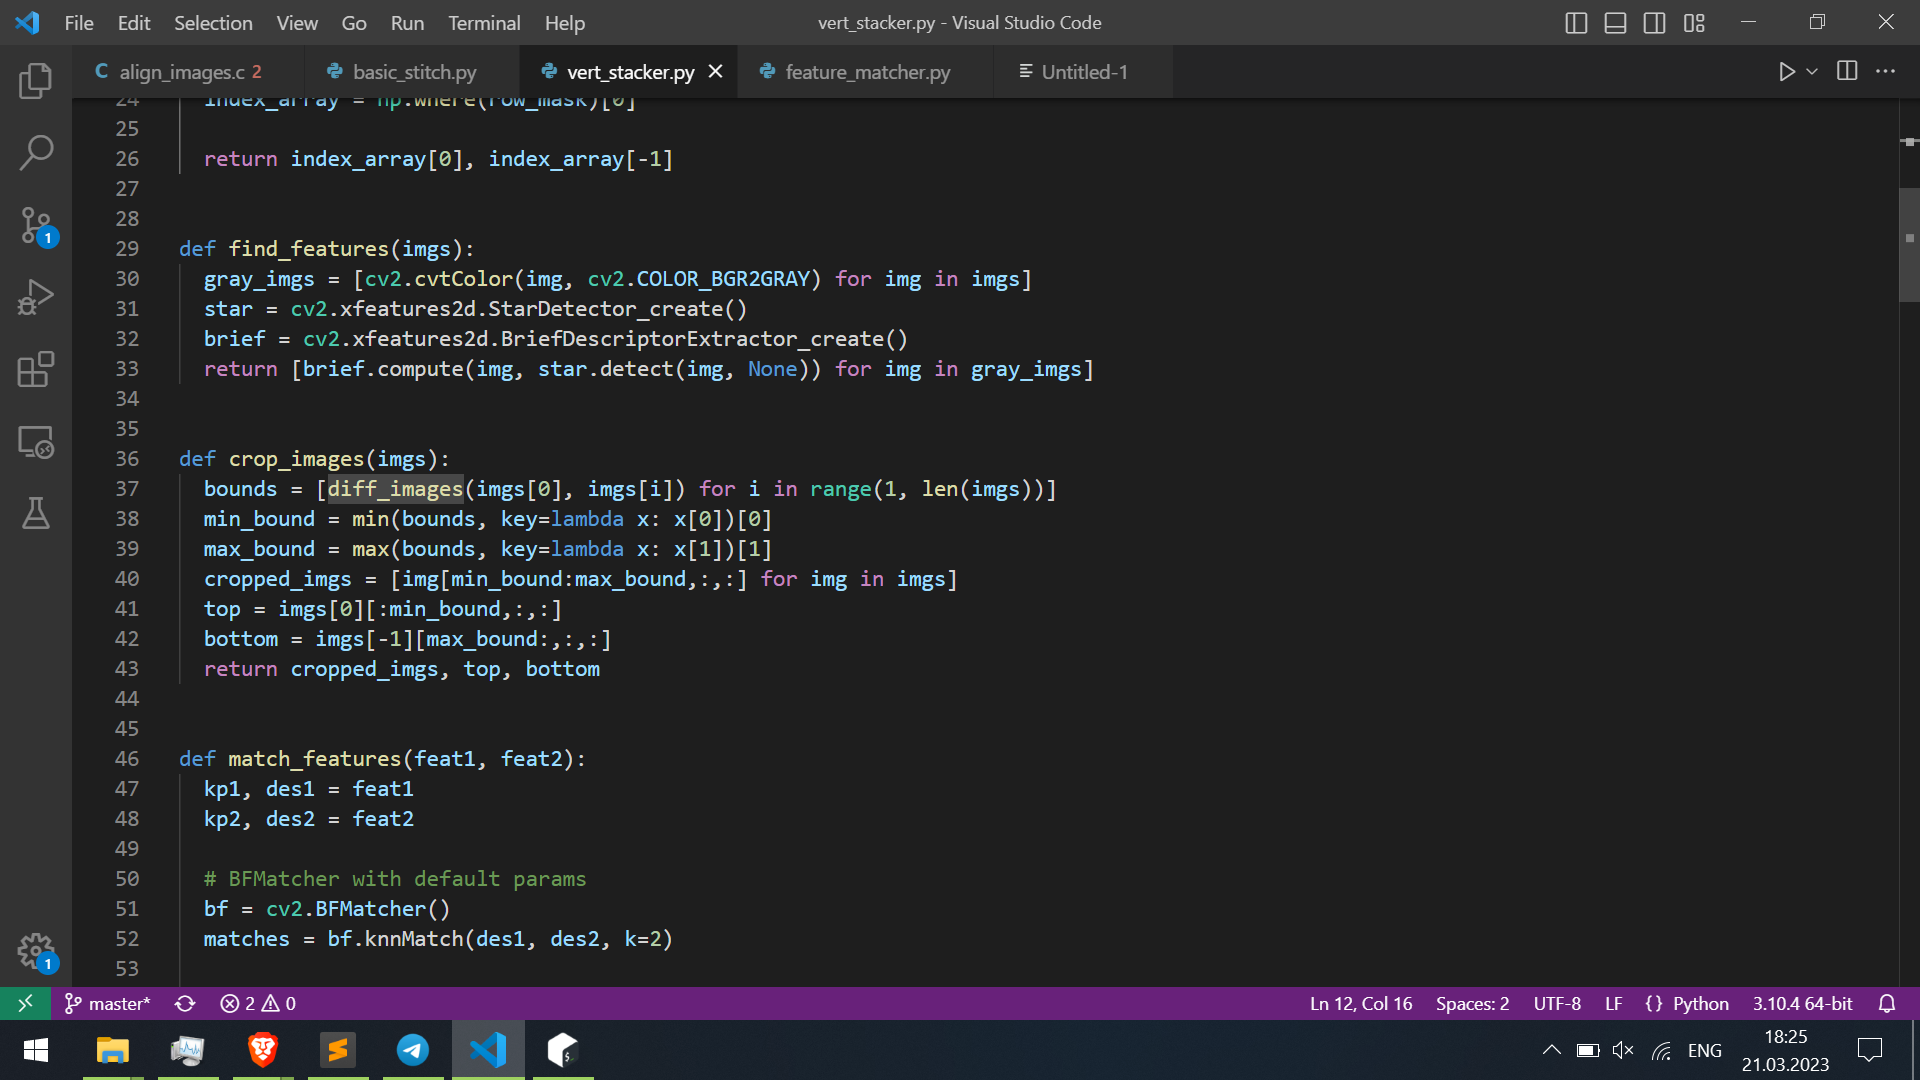 File Edit Selection View Go Run Terminal Help vert_stacker.py - Visual Studio Code
C align_images.c 2 basic_stitch.py vert_stacker.py feature_matcher.py Untitled-1
24 index_array = np.where(row_mask)[0]
25
26 return index_array[0], index_array[-1]
27
28
29 def find_features(imgs):
30 gray_imgs = [cv2.cvtColor(img, cv2.COLOR_BGR2GRAY) for img in imgs]
31 star = cv2.xfeatures2d.StarDetector_create()
32 brief = cv2.xfeatures2d.BriefDescriptorExtractor_create()
33 return [brief.compute(img, star.detect(img, None)) for img in gray_imgs]
34
35
36 def crop_images(imgs):
37 bounds = [diff_images(imgs[0], imgs[i]) for i in range(1, len(imgs))]
38 min_bound = min(bounds, key=lambda x: x[0])[0]
39 max_bound = max(bounds, key=lambda x: x[1])[1]
40 cropped_imgs = [img[min_bound:max_bound,:,:] for img in imgs]
41 top = imgs[0][:min_bound,:,:]
42 bottom = imgs[-1][max_bound:,:,:]
43 return cropped_imgs, top, bottom
44
45
46 def match_features(feat1, feat2):
47 kp1, des1 = feat1
48 kp2, des2 = feat2
49
50 # BFMatcher with default params
51 bf = cv2.BFMatcher()
52 matches = bf.knnMatch(des1, des2, k=2)
53
1
1
master* 2 0 Ln 12, Col 16 Spaces: 2 UTF-8 LF {} Python 3.10.4 64-bit
ENG 18:25
21.03.2023